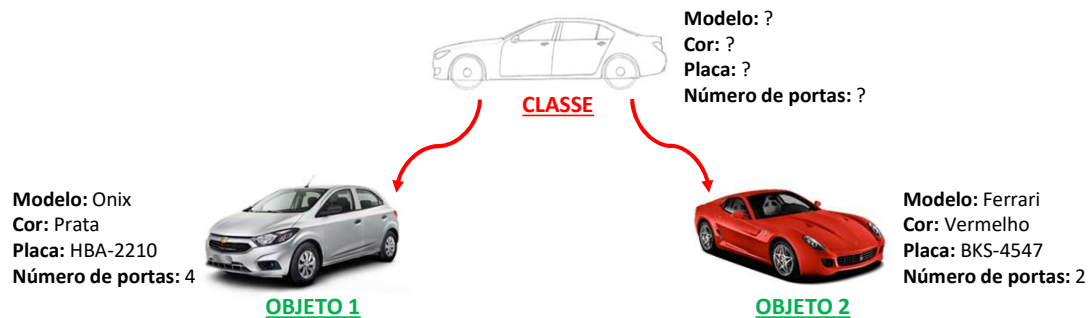 Modelo: ?
Cor: ?
Placa: ?
Número de portas: ?
CLASSE
Modelo: Onix
Cor: Prata
Placa: HBA-2210
Número de portas: 4
OBJETO 1
Modelo: Ferrari
Cor: Vermelho
Placa: BKS-4547
Número de portas: 2
OBJETO 2